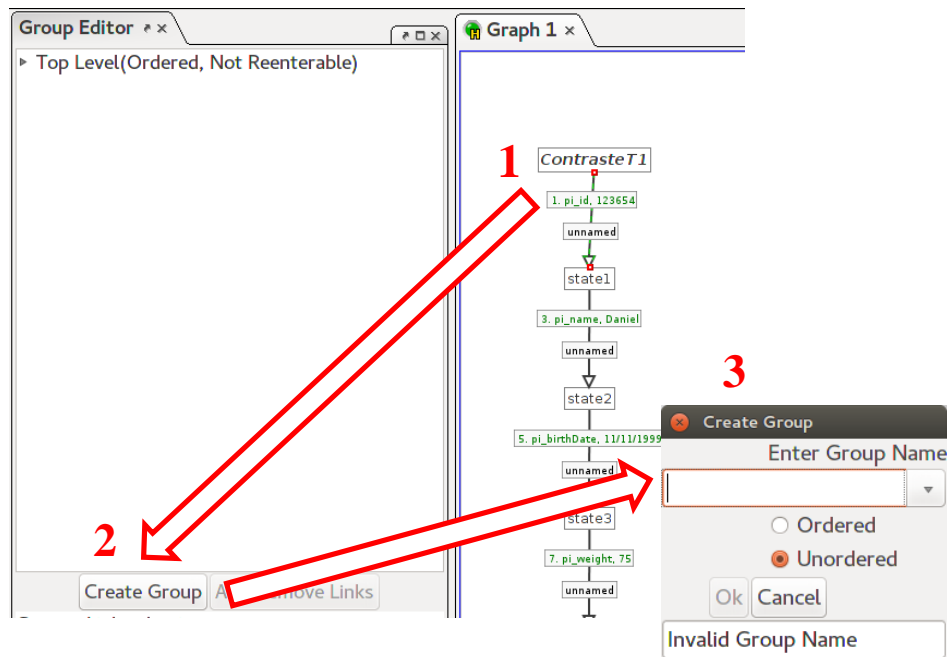 Group Editor
Top Level(Ordered, Not Reenterable)
Create Group
move Links
Graph 1
1
ContrasteT1
1. pi_id, 123654
unnamed
state1
3. pi_name, Daniel
unnamed
state2
5. pi_birthDate, 11/11/1999
unnamed
state3
7. pi_weight, 75
unnamed
2
3
Create Group
Enter Group Name
Ordered
Unordered
Ok Cancel
Invalid Group Name